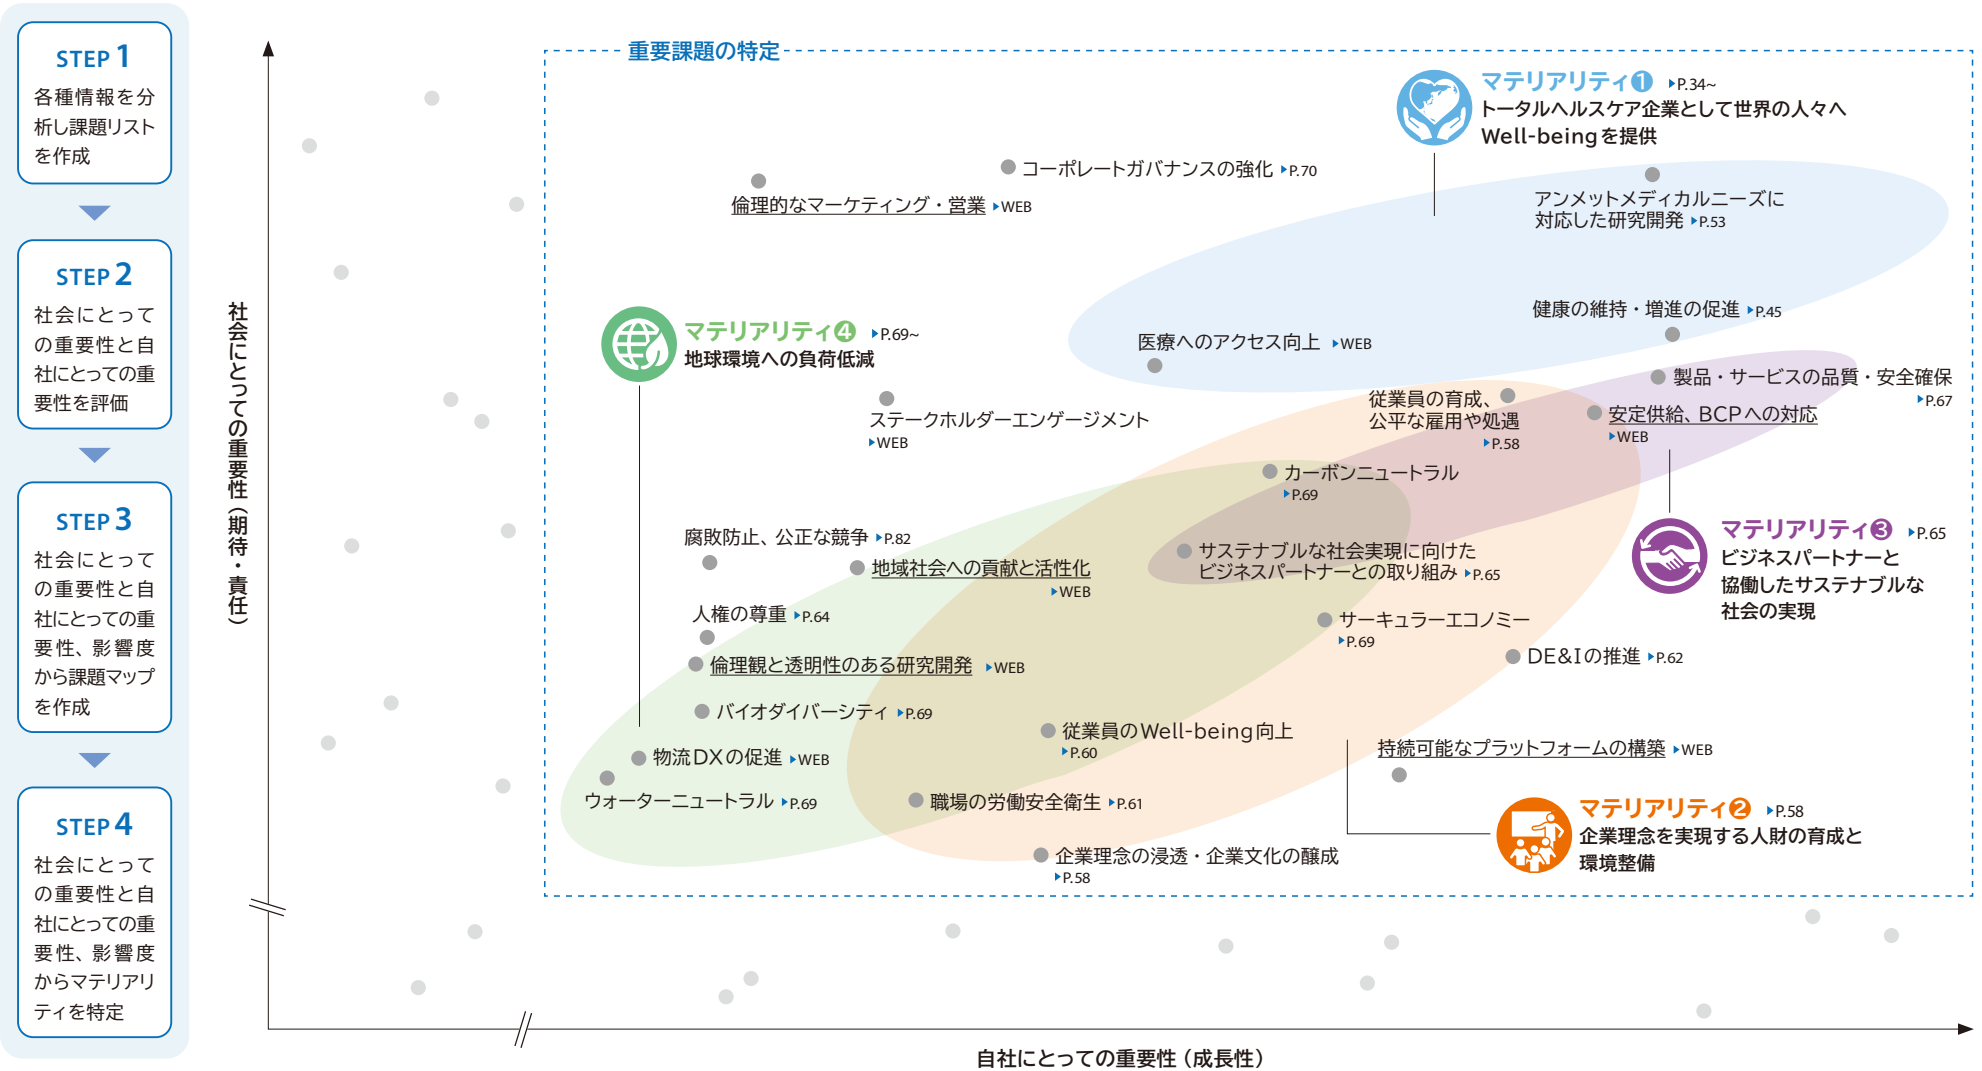 STEP 1
各種情報を分
析し課題リスト
を作成
STEP 2
社会にとって
の重要性と自
社にとっての重
要性を評価
STEP 3
社会にとって
の重要性と自
社にとっての重
要性、影響度
から課題マップ
を作成
STEP 4
社会にとって
の重要性と自
社にとっての重
要性、影響度
からマテリアリ
ティを特定
社会にとっての重要性（期待・責任）
重要課題の特定
マテリアリティ❶ ▶P.34~
トータルヘルスケア企業として世界の人々へ
Well-beingを提供
コーポレートガバナンスの強化 ▶P.70
倫理的なマーケティング・営業 ▶WEB
アンメットメディカルニーズに
対応した研究開発 ▶P.53
健康の維持・増進の促進 ▶P.45
医療へのアクセス向上 ▶WEB
マテリアリティ❹ ▶P.69~
地球環境への負荷低減
製品・サービスの品質・安全確保
▶P.67
従業員の育成、
公平な雇用や処遇
▶P.58
安定供給、BCPへの対応
▶WEB
ステークホルダーエンゲージメント
▶WEB
カーボンニュートラル
▶P.69
腐敗防止、公正な競争 ▶P.82
地域社会への貢献と活性化
▶WEB
サステナブルな社会実現に向けた
ビジネスパートナーとの取り組み ▶P.65
マテリアリティ❸ ▶P.65
ビジネスパートナーと
協働したサステナブルな
社会の実現
人権の尊重 ▶P.64
サーキュラーエコノミー
▶P.69
倫理観と透明性のある研究開発 ▶WEB
DE&Iの推進 ▶P.62
バイオダイバーシティ ▶P.69
従業員のWell-being向上
▶P.60
物流DXの促進 ▶WEB
持続可能なプラットフォームの構築 ▶WEB
ウォーターニュートラル ▶P.69
職場の労働安全衛生 ▶P.61
マテリアリティ❷ ▶P.58
企業理念を実現する人財の育成と
環境整備
企業理念の浸透・企業文化の醸成
▶P.58
自社にとっての重要性（成長性）